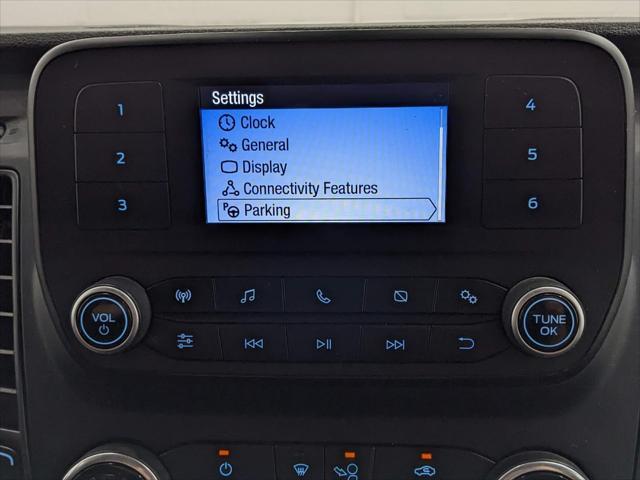 Settings
Clock
General
Display
Connectivity Features
P Parking
1
2
3
4
5
6
VOL
TUNE
OK